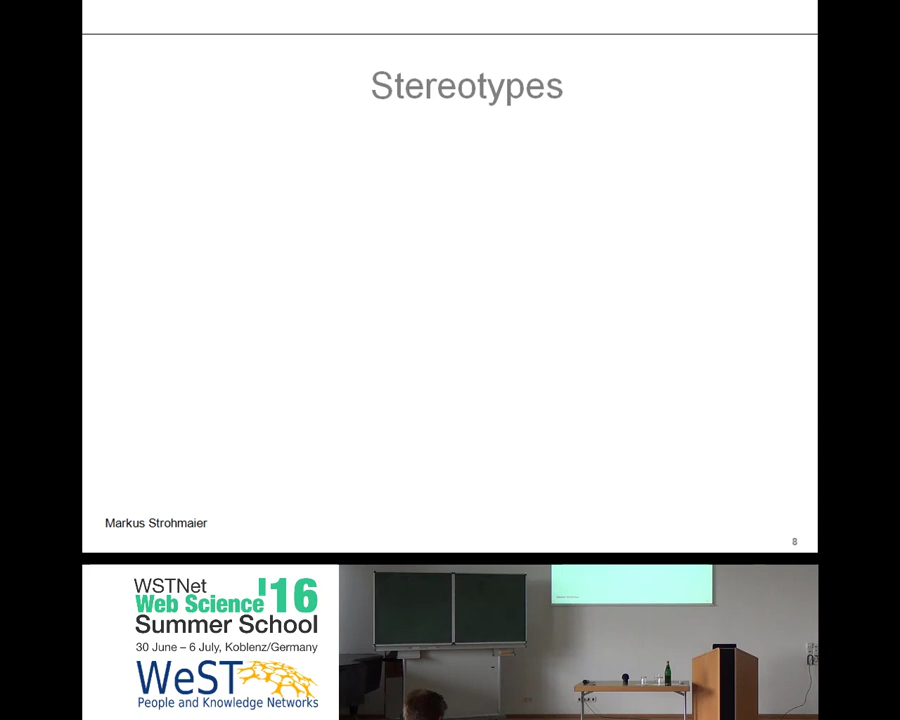 Stereotypes
Markus Strohmaier
8
WSTNet
Web Science '16
Summer School
30 June – 6 July, Koblenz/Germany
WeST
People and Knowledge Networks